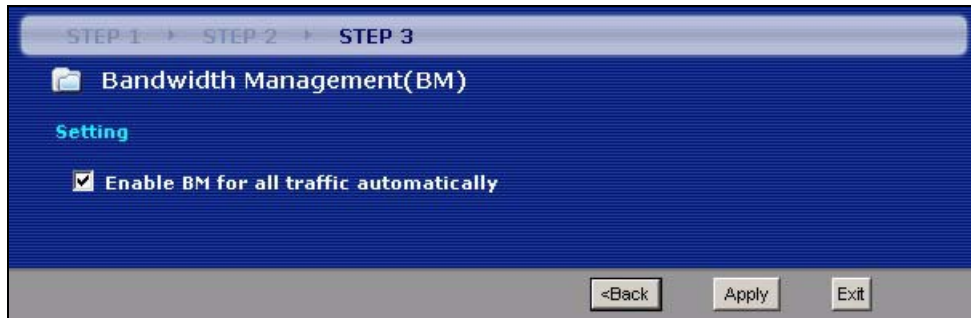 STEP 1 STEP 2 STEP 3
Bandwidth Management(BM)
Setting
Enable BM for all traffic automatically
<Back Apply Exit